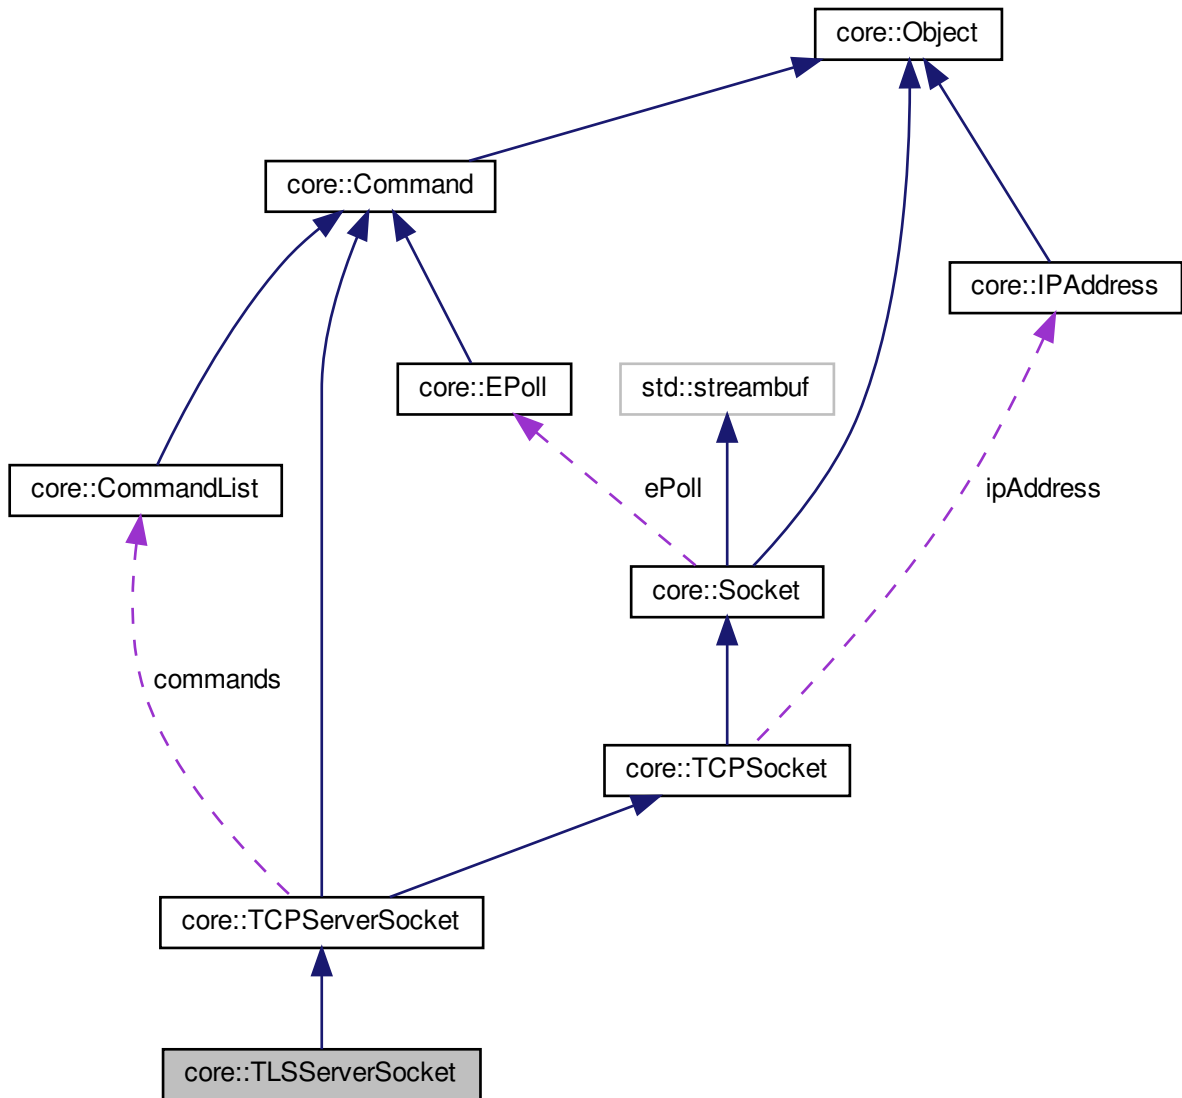 core::Object
core::Command
core::IPAddress
core::EPoll
std::streambuf
core::CommandList
ePoll
ipAddress
core::Socket
commands
core::TCPSocket
core::TCPServerSocket
core::TLSServerSocket